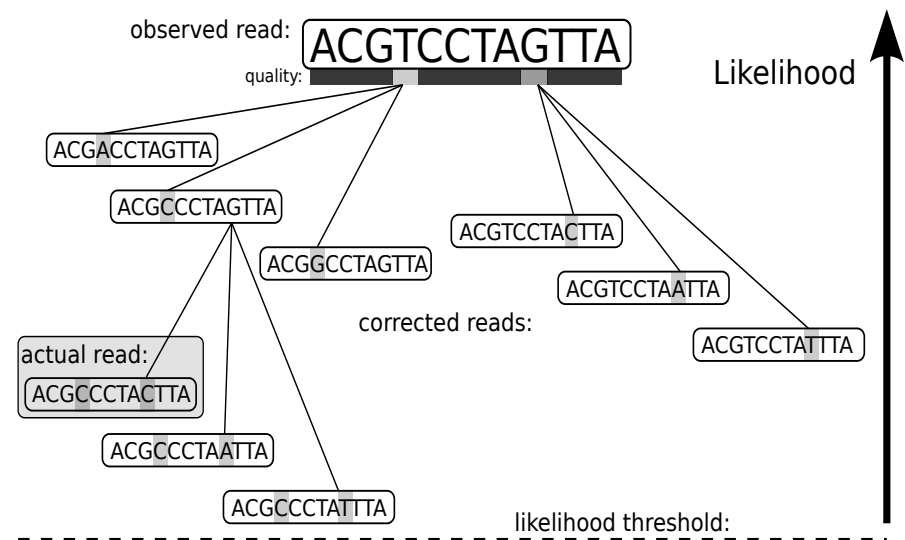 observed read: ACGTCCTAGTTA
quality:
Likelihood
ACGACCTAGTTA
ACGCCCTAGTTA
ACGTCCTACTTA
ACGGCCTAGTTA
ACGTCCTAATTA
corrected reads:
ACGTCCTATTTA
actual read:
ACGCCCTACTTA
ACGCCCTAATTA
ACGCCCTATTTA
likelihood threshold: